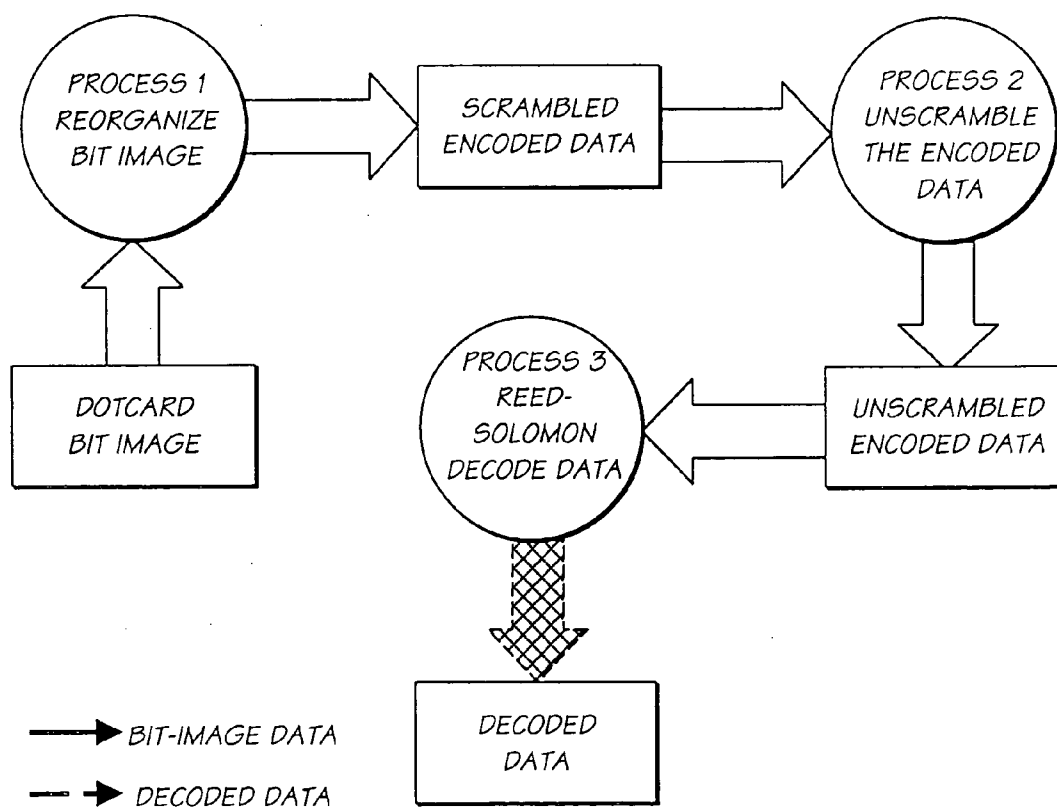 PROCESS 1
REORGANIZE
BIT IMAGE
SCRAMBLED
ENCODED DATA
PROCESS 2
UNSCRAMBLE
THE ENCODED
DATA
DOTCARD
BIT IMAGE
PROCESS 3
REED-
SOLOMON
DECODE DATA
UNSCRAMBLED
ENCODED DATA
DECODED
DATA
BIT-IMAGE DATA
DECODED DATA